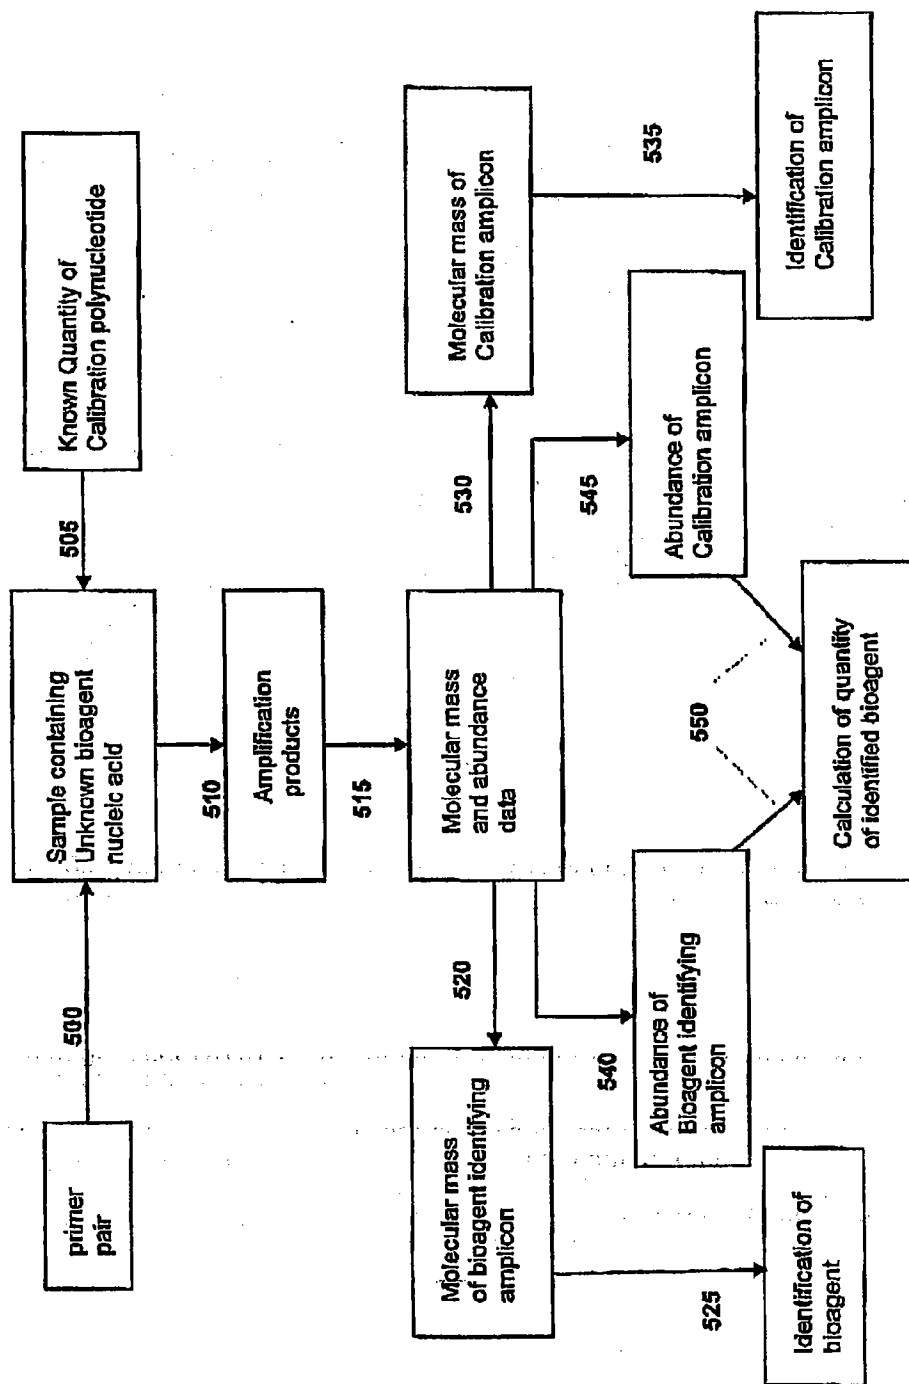 primer
pair
500
Sample containing
Unknown bioagent
nucleic acid
505
Known Quantity of
Calibration polynucleotide
510
Amplification
products
515
Molecular mass
of bioagent identifying
amplicon
520
Molecular mass
and abundance
data
530
Molecular mass of
Calibration amplicon
525
540
Abundance of
Bioagent identifying
amplicon
545
Abundance of
Calibration amplicon
535
Identification of
bioagent
550
Calculation of quantity
of identified bioagent
Identification of
Calibration amplicon